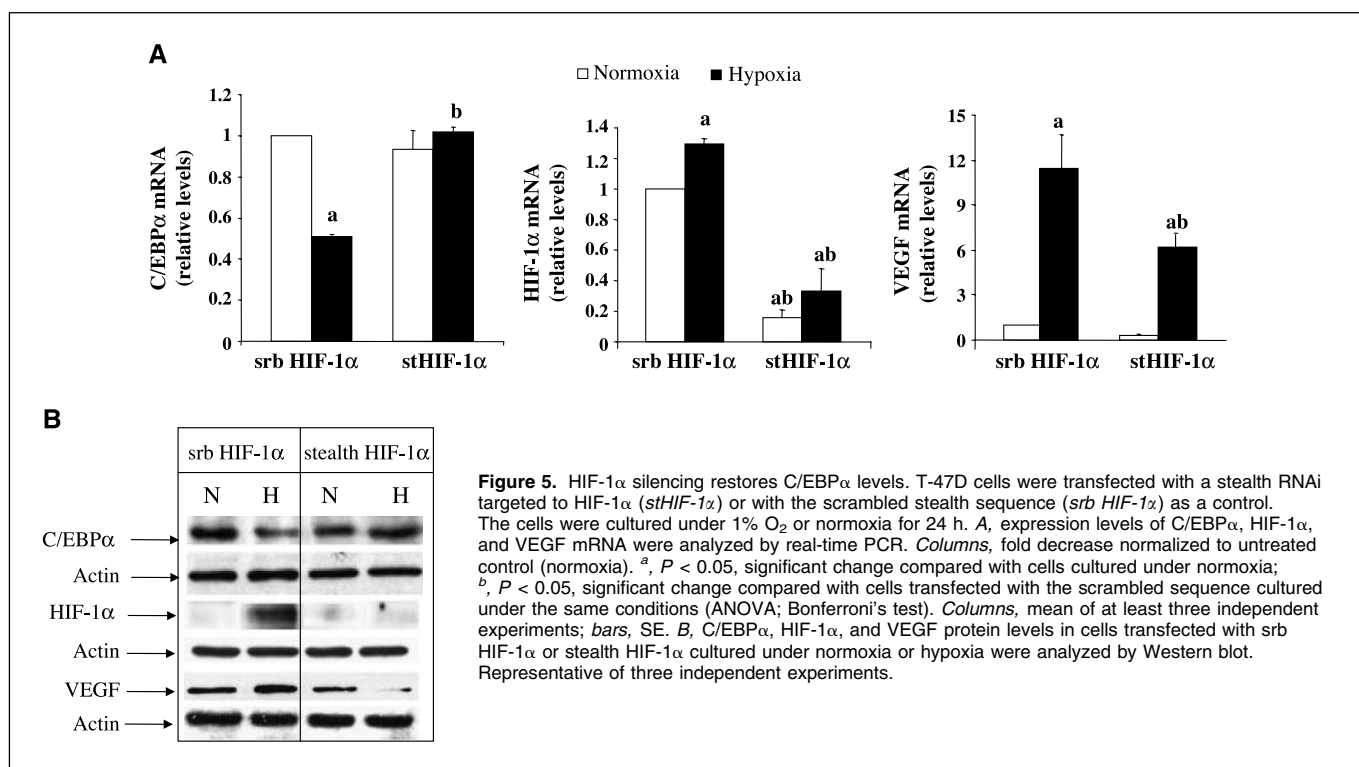 A
Normoxia Hypoxia
C/EBPα mRNA
(relative levels)
1.2
1
0.8
0.6
0.4
0.2
0
a
b
srb HIF-1α stHIF-1α
HIF-1α mRNA
(relative levels)
1.4
1.2
1
0.8
0.6
0.4
0.2
0
a
ab
ab
srb HIF-1α stHIF-1α
VEGF mRNA
(relative levels)
15
12
9
6
3
0
a
ab
srb HIF-1α stHIF-1α
B
srb HIF-1α stealth HIF-1α
N H N H
C/EBPα
Actin
HIF-1α
Actin
VEGF
Actin
Figure 5. HIF-1α silencing restores C/EBPα levels. T-47D cells were transfected with a stealth RNAi
targeted to HIF-1α (stHIF-1α) or with the scrambled stealth sequence (srb HIF-1α) as a control.
The cells were cultured under 1% O₂ or normoxia for 24 h. A, expression levels of C/EBPα, HIF-1α,
and VEGF mRNA were analyzed by real-time PCR. Columns, fold decrease normalized to untreated
control (normoxia). ᵃ, P < 0.05, significant change compared with cells cultured under normoxia;
ᵇ, P < 0.05, significant change compared with cells transfected with the scrambled sequence cultured
under the same conditions (ANOVA; Bonferroni's test). Columns, mean of at least three independent
experiments; bars, SE. B, C/EBPα, HIF-1α, and VEGF protein levels in cells transfected with srb
HIF-1α or stealth HIF-1α cultured under normoxia or hypoxia were analyzed by Western blot.
Representative of three independent experiments.